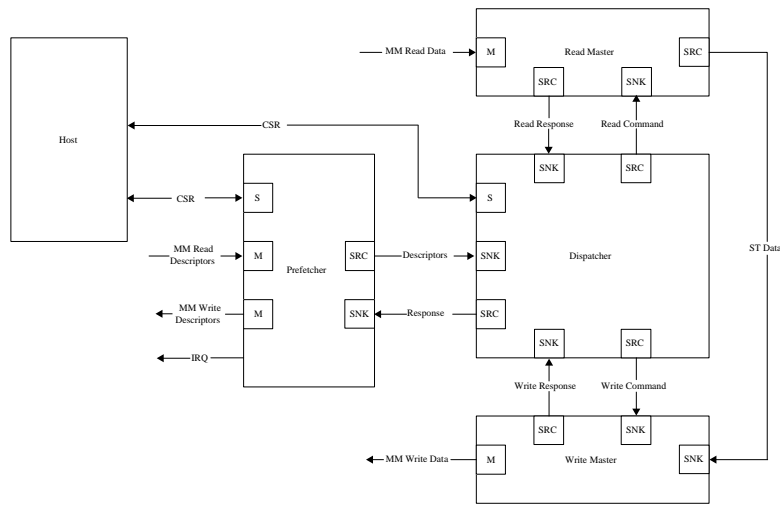 MM Read Data
M
Read Master
SRC
SRC
SNK
Read Response
Read Command
CSR
Host
SNK
SRC
CSR
S
S
MM Read
Descriptors
M
Prefetcher
SRC
Descriptors
SNK
Dispatcher
ST Data
MM Write
Descriptors
M
SNK
Response
SRC
IRQ
SNK
SRC
Write Response
Write Command
SRC
SNK
MM Write Data
M
Write Master
SNK